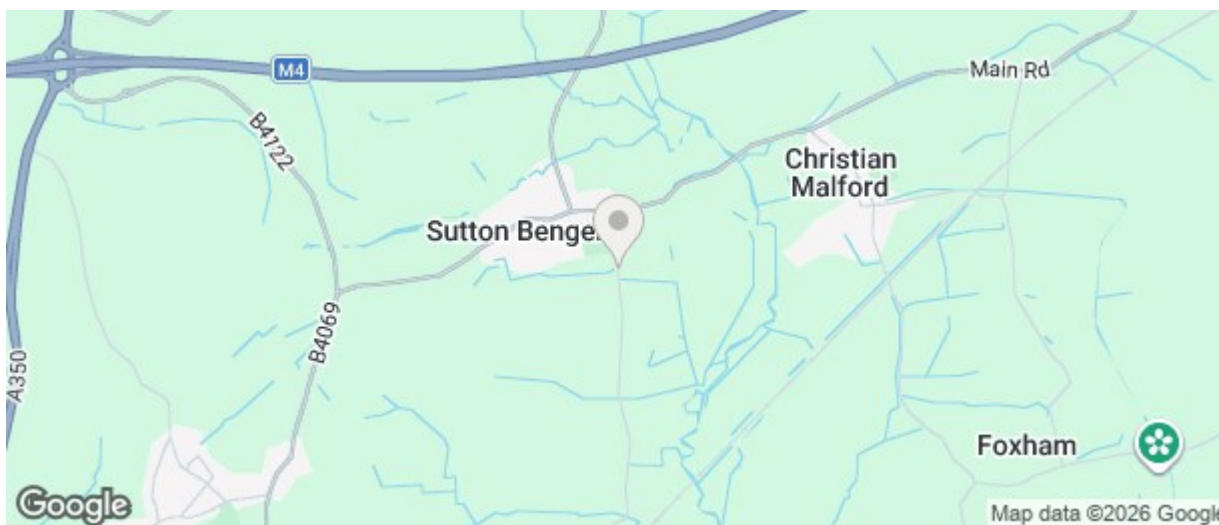 M4
Main Rd
B4122
Christian
Malford
Sutton Benger
B4069
A350
Foxham
Google
Map data ©2026 Google